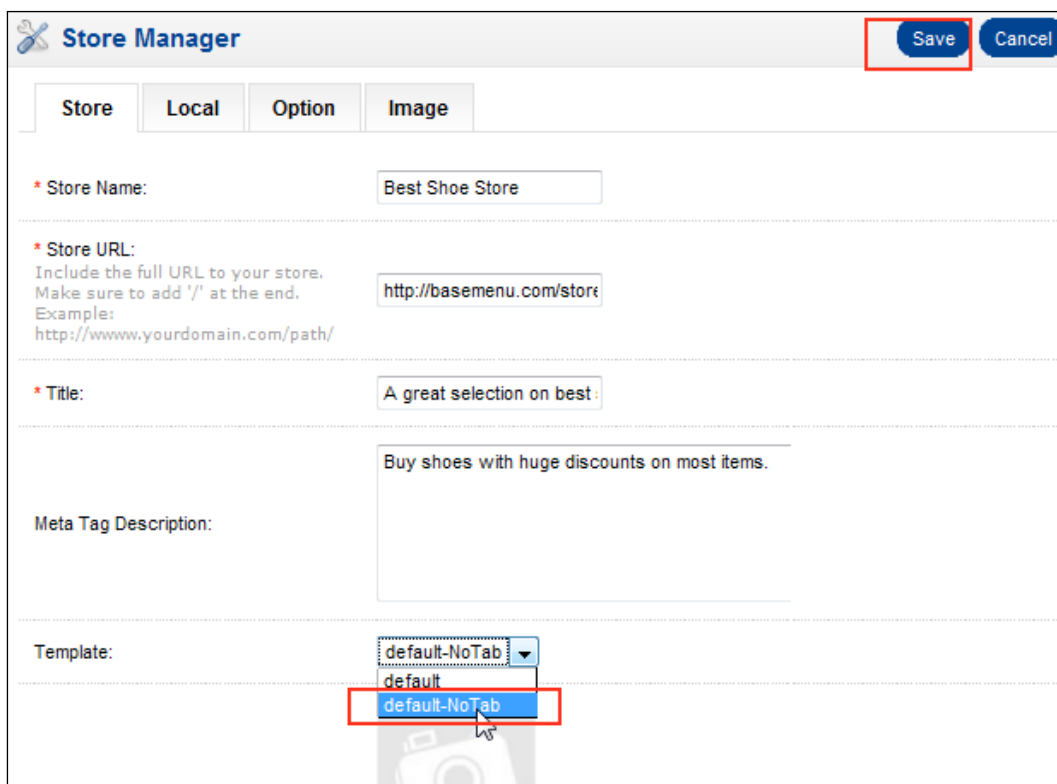 Store Manager
Save
Cancel
Store
Local
Option
Image
* Store Name:
Best Shoe Store
* Store URL:
Include the full URL to your store.
Make sure to add '/' at the end.
Example:
http://wwww.yourdomain.com/path/
http://basemenu.com/store
* Title:
A great selection on best
Meta Tag Description:
Buy shoes with huge discounts on most items.
Template:
default-NoTab
default
default-NoTab